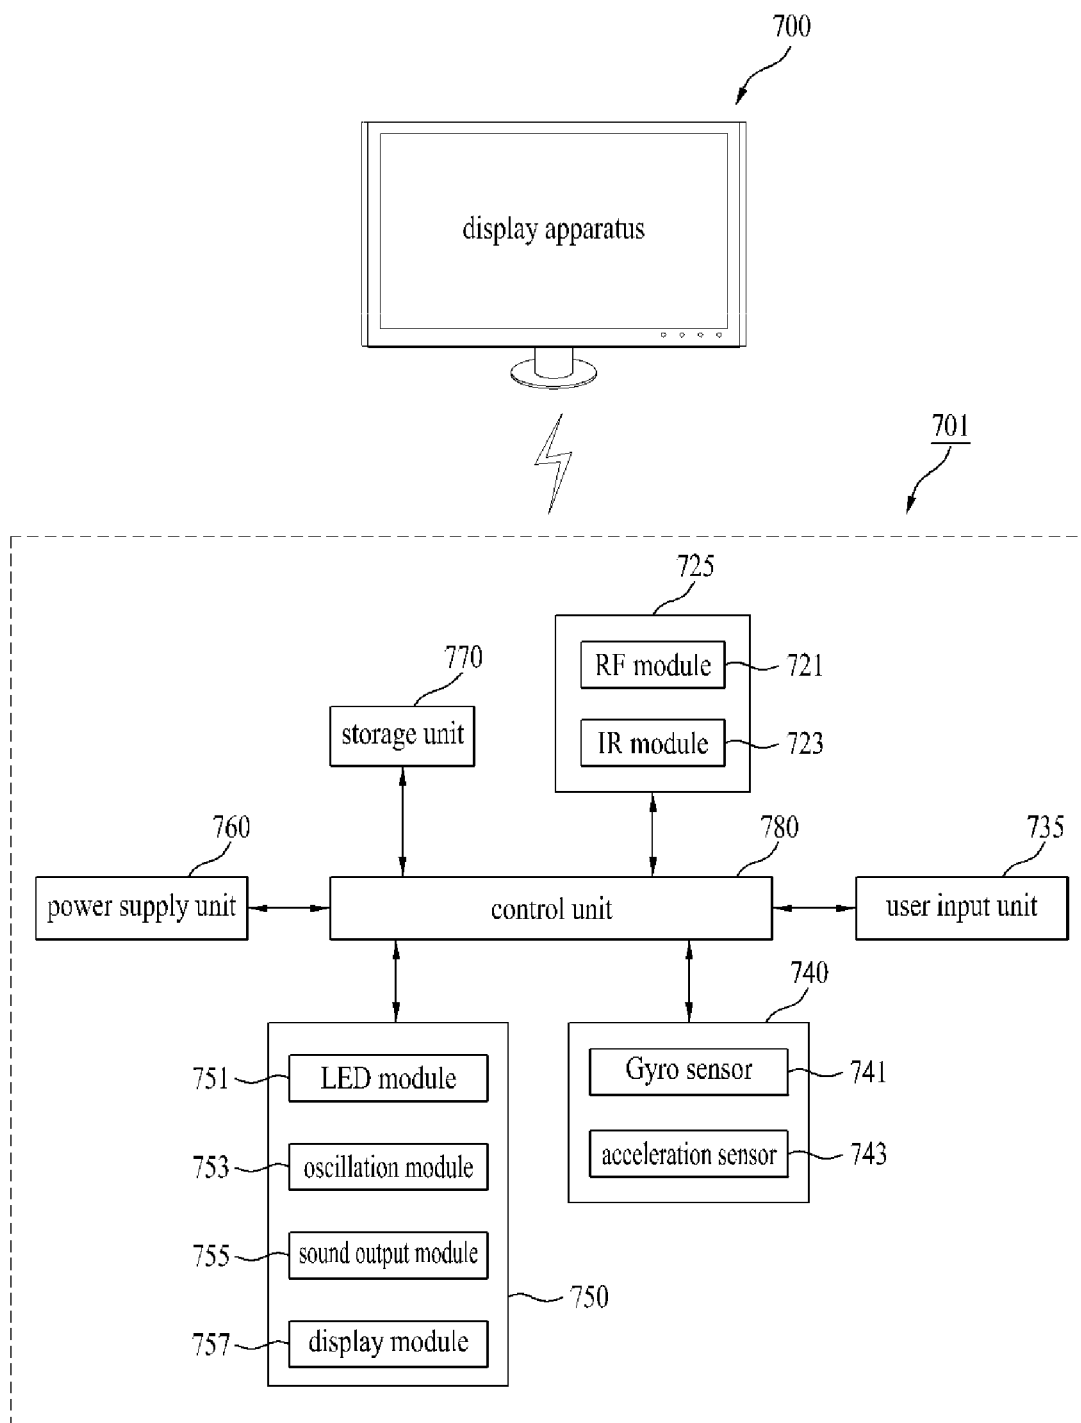 700
display apparatus
701
725
RF module 721
770
storage unit
IR module 723
760
780
735
power supply unit
control unit
user input unit
740
751 LED module
Gyro sensor 741
753 oscillation module
acceleration sensor 743
755 sound output module
750
757 display module